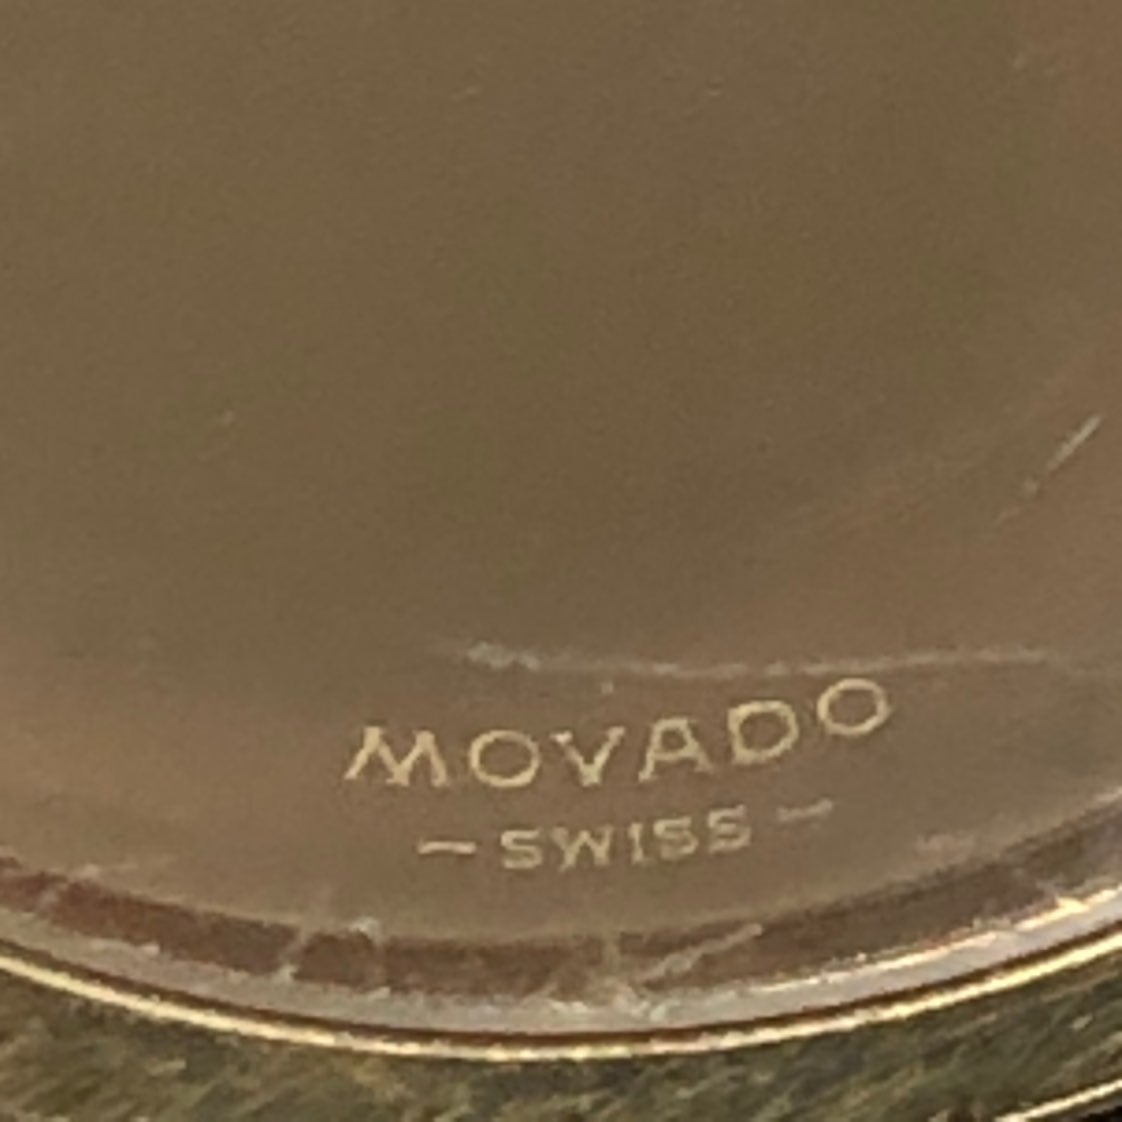 MOVADO
— SWISS —